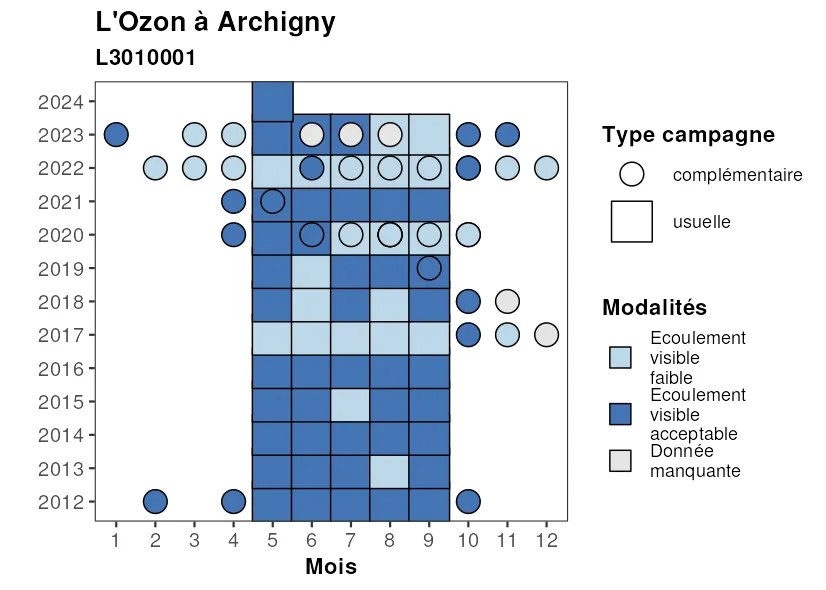 L'Ozon à Archigny
L3010001
2024
2023
2022
2021
2020
2019
2018
2017
2016
2015
2014
2013
2012
1 2 3 4 5 6 7 8 9 10 11 12
Mois
Type campagne
complémentaire
usuelle
Modalités
Ecoulement
visible
faible
Ecoulement
visible
acceptable
Donnée
manquante